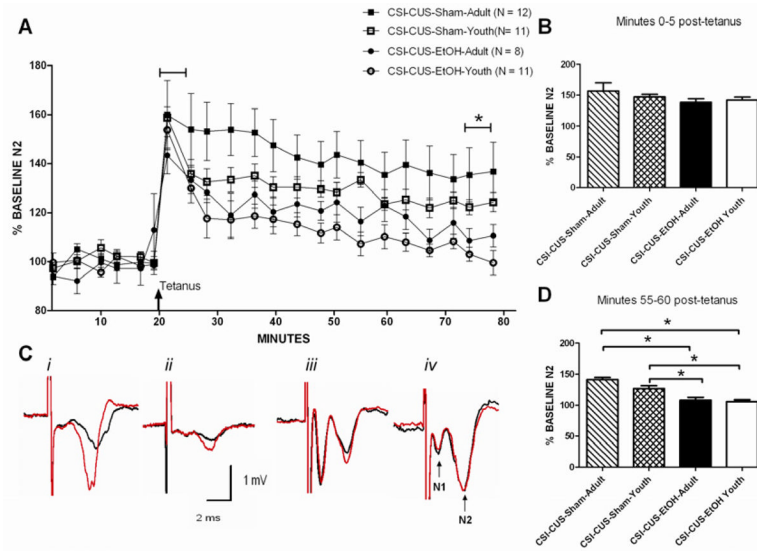 A
CSI-CUS-Sham-Adult (N = 12)
CSI-CUS-Sham-Youth(N= 11)
CSI-CUS-EtOH-Adult (N = 8)
CSI-CUS-EtOH-Youth (N = 11)
% BASELINE N2
180
160
140
120
100
80
*
Tetanus
10
20
30
40
50
60
70
80
MINUTES
B
Minutes 0-5 post-tetanus
% BASELINE N2
200
150
100
50
0
CSI-CUS-Sham-Adult
CSI-CUS-Sham-Youth
CSI-CUS-EtOH-Adult
CSI-CUS-EtOH Youth
C
i
ii
iii
iv
1 mV
2 ms
N1
N2
D
Minutes 55-60 post-tetanus
% BASELINE N2
200
150
100
50
0
*
*
*
*
CSI-CUS-Sham-Adult
CSI-CUS-Sham-Youth
CSI-CUS-EtOH-Adult
CSI-CUS-EtOH Youth